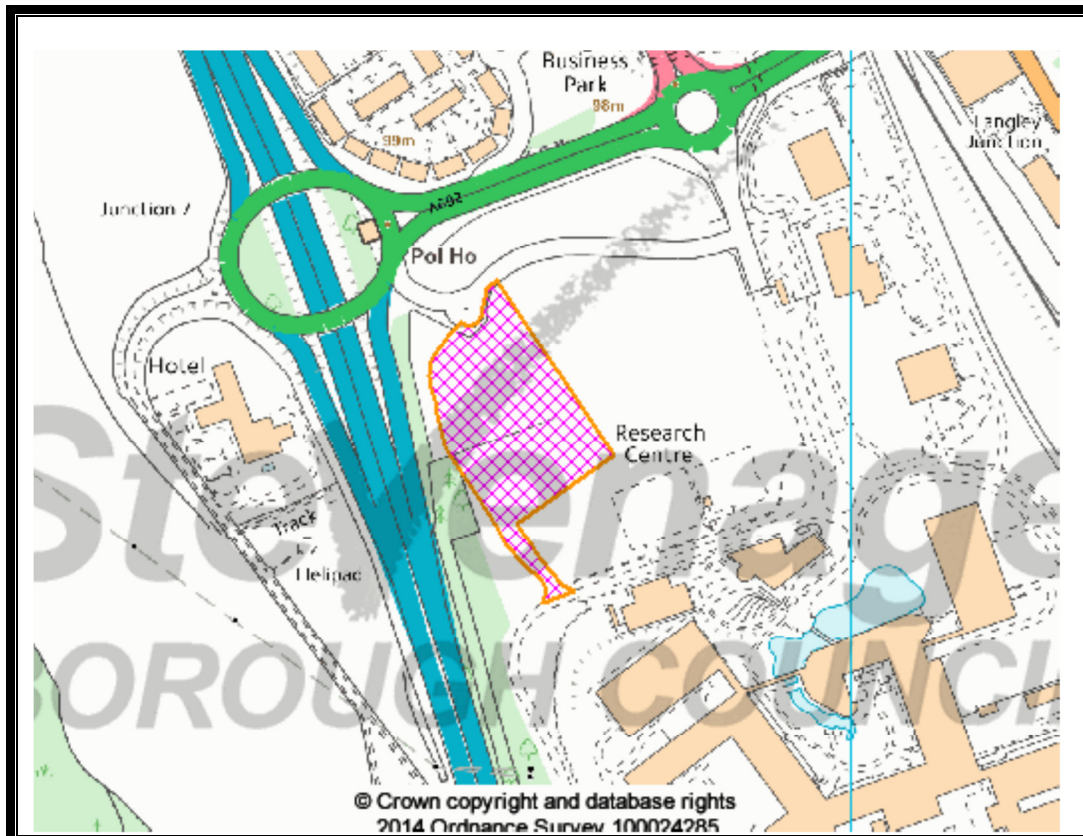 Business
Park
98m
99m
Langley
Junction
Junction 7
A602
Pol Ho
Hotel
Research
Centre
Track
Helipad
Stevenage
BOROUGH COUNCIL
© Crown copyright and database rights
2014 Ordnance Survey 100024285